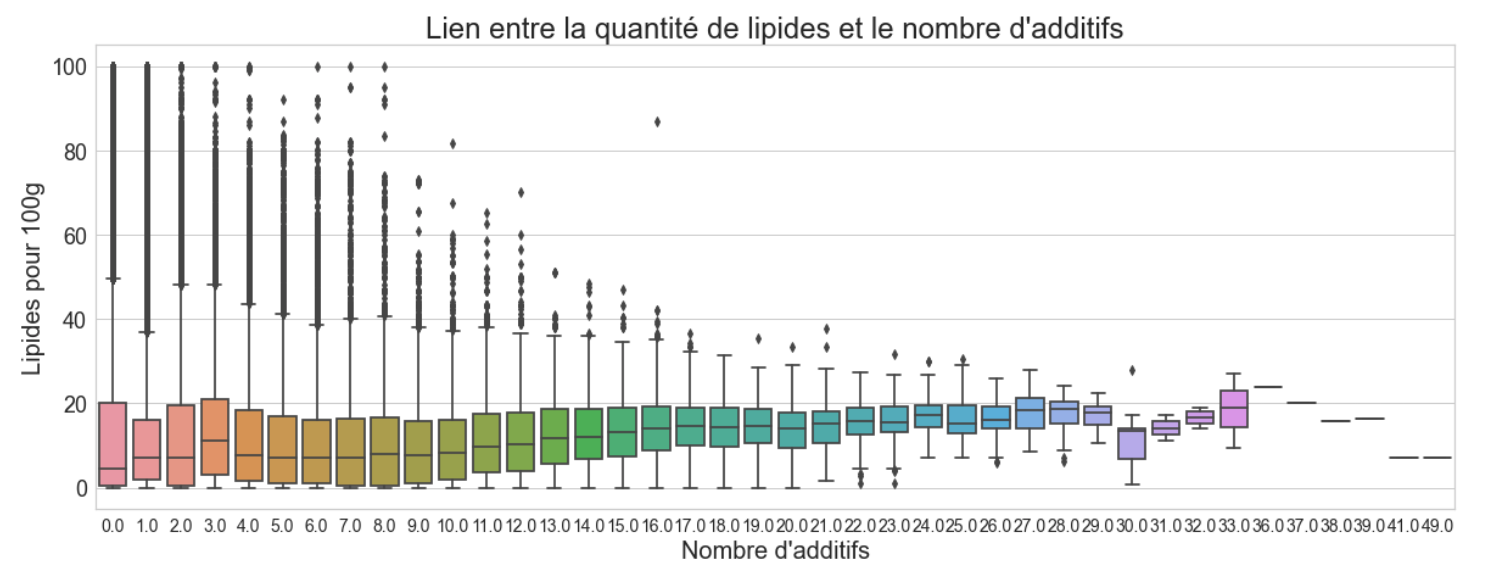 Lien entre la quantité de lipides et le nombre d'additifs
100
80
60
40
20
0
Lipides pour 100g
0.0 1.0 2.0 3.0 4.0 5.0 6.0 7.0 8.0 9.0 10.0 11.0 12.0 13.0 14.0 15.0 16.0 17.0 18.0 19.0 20.0 21.0 22.0 23.0 24.0 25.0 26.0 27.0 28.0 29.0 30.0 31.0 32.0 33.0 36.0 37.0 38.0 39.0 41.0 49.0
Nombre d'additifs